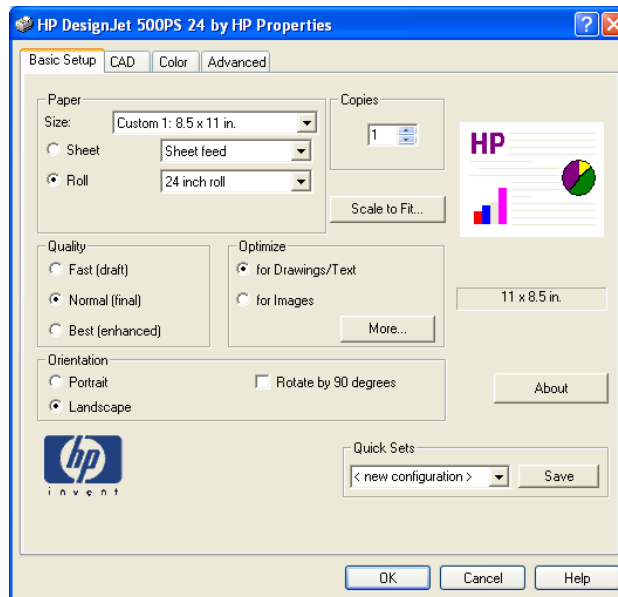 HP DesignJet 500PS 24 by HP Properties
Basic Setup CAD Color Advanced
Paper Copies
Size: Custom 1: 8.5 x 11 in. 1
Sheet Sheet feed HP
Roll 24 inch roll
Scale to Fit...
Quality Optimize
Fast (draft) for Drawings/Text
Normal (final) for Images 11 x 8.5 in.
Best (enhanced) More...
Orientation
Portrait Rotate by 90 degrees About
Landscape
hp Quick Sets
< new configuration > Save
invent
OK Cancel Help